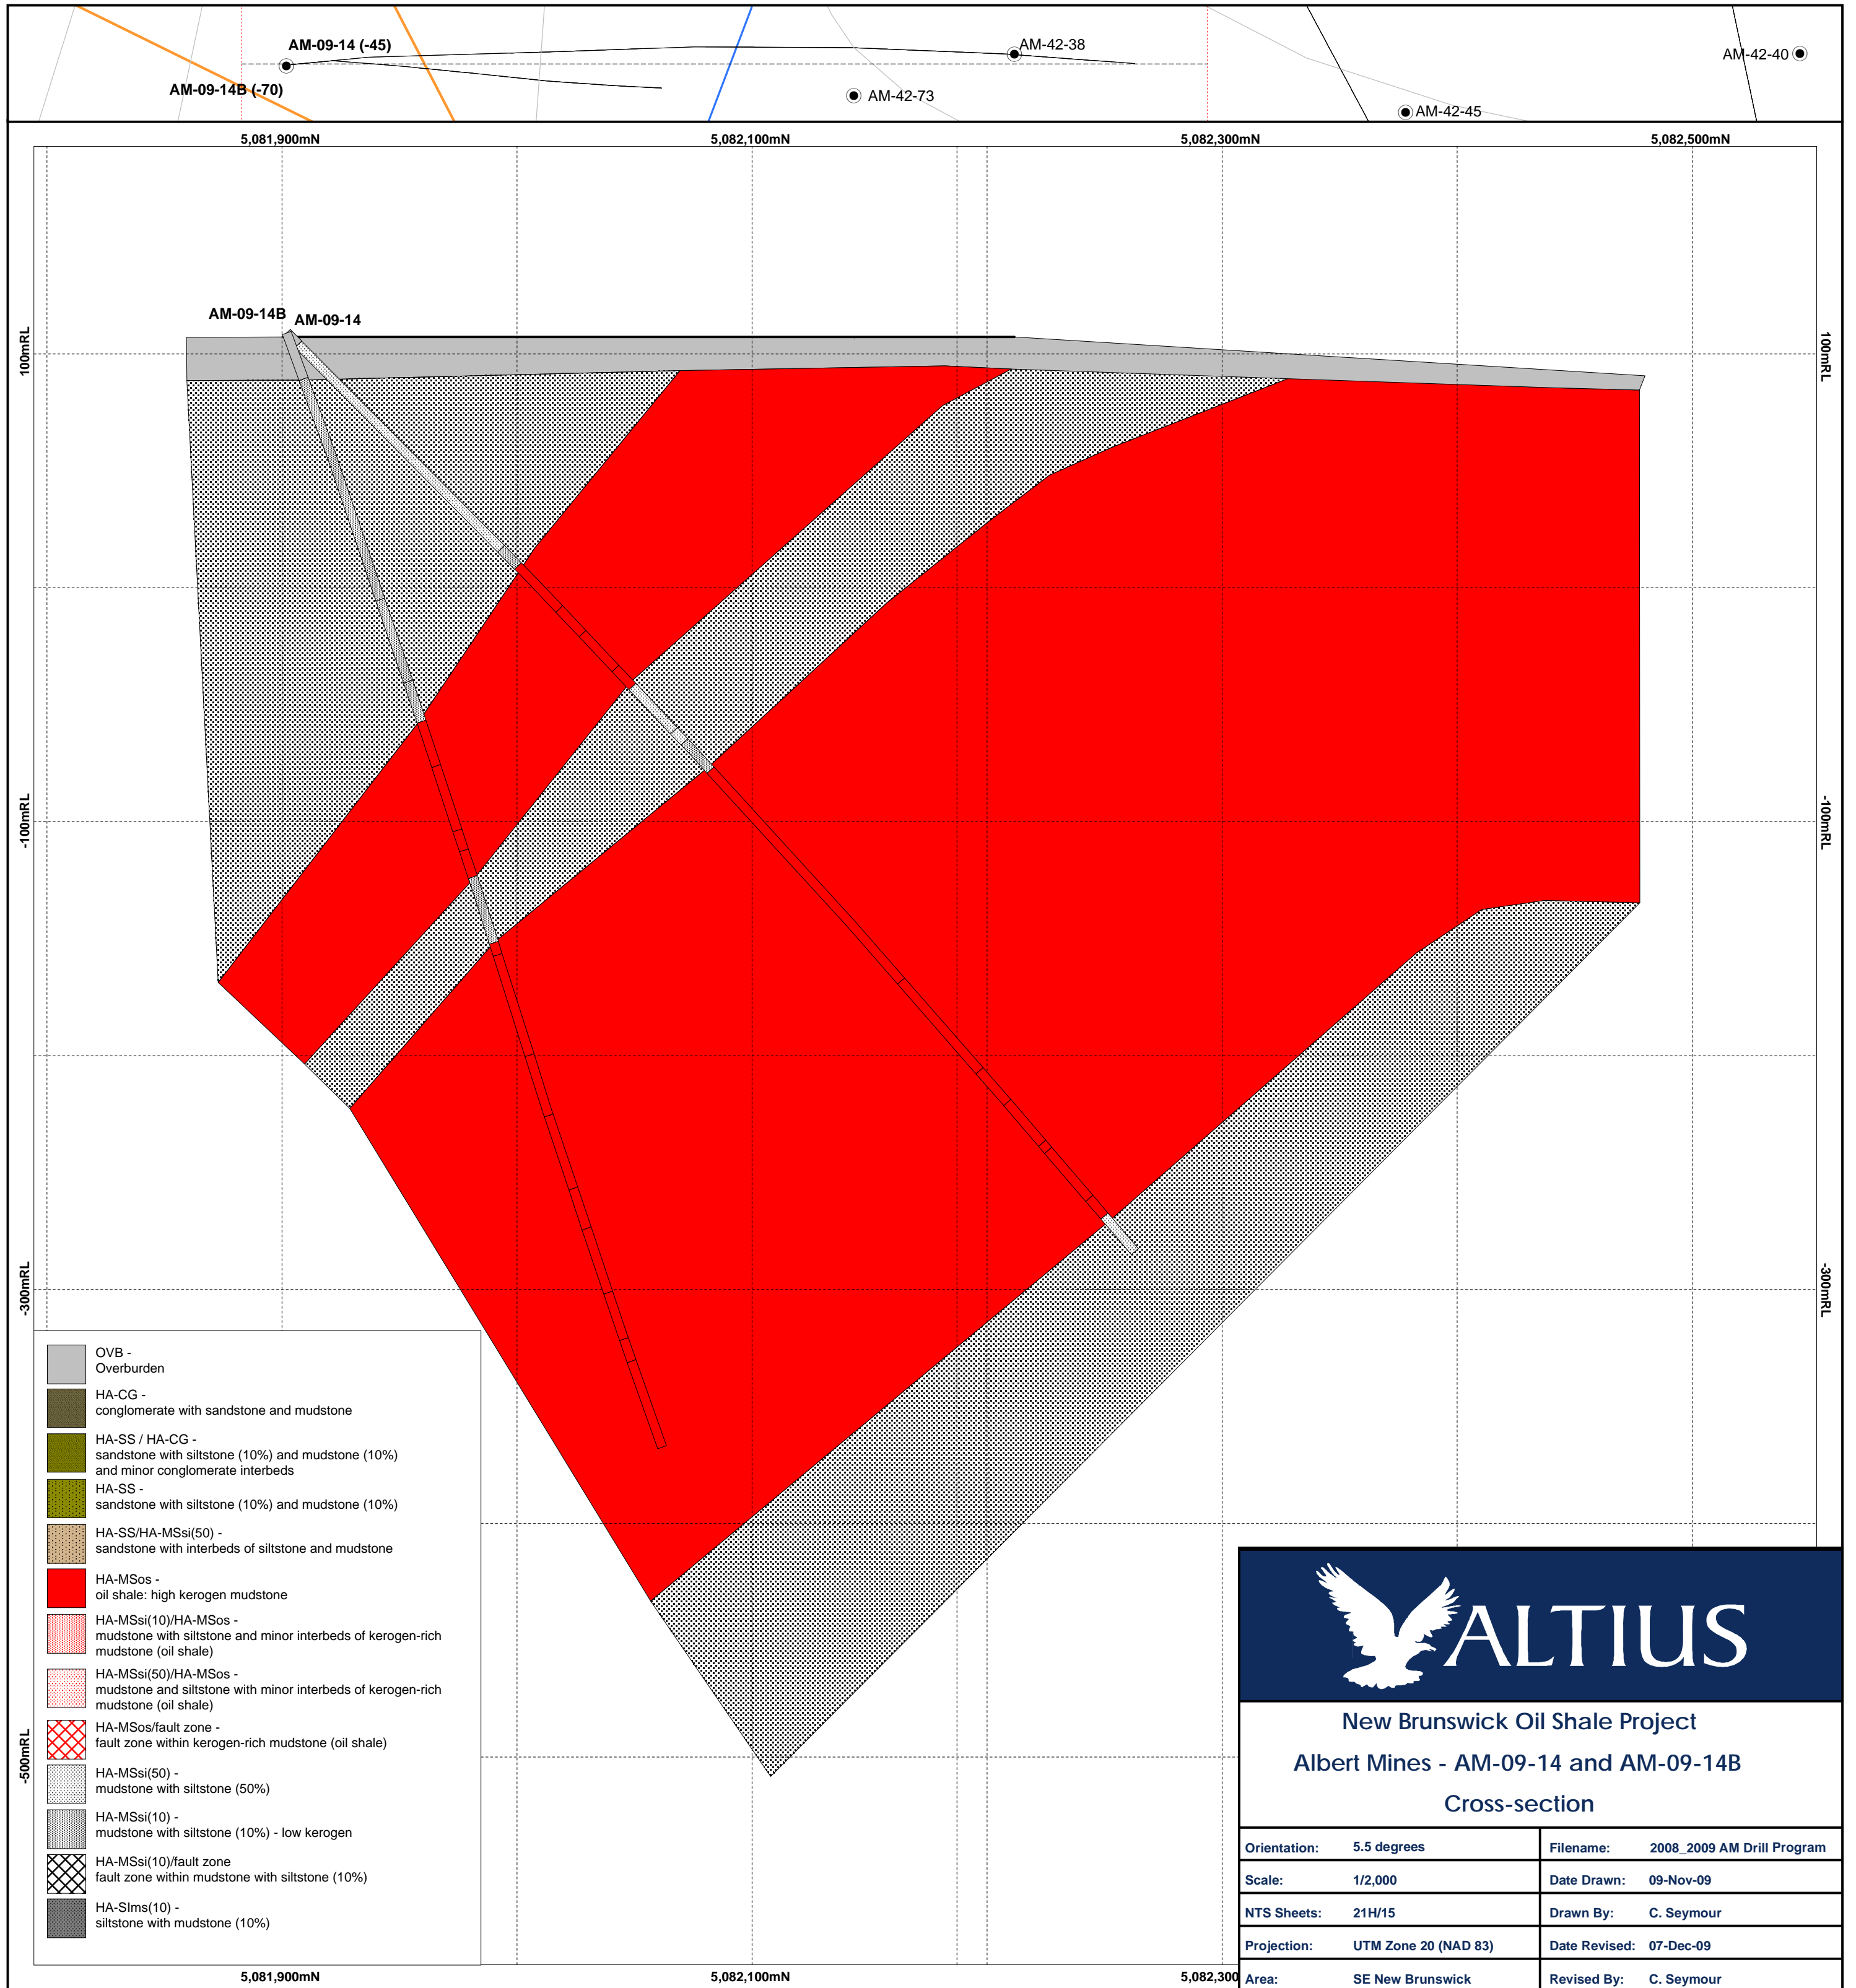 AM-09-14 (-45)
AM-42-38
AM-42-40
AM-09-14B (-70)
AM-42-73
AM-42-45
5,081,900mN
5,082,100mN
5,082,300mN
5,082,500mN
AM-09-14B
AM-09-14
100mRL
100mRL
-100mRL
-100mRL
-300mRL
-300mRL
-500mRL
OVB -
Overburden
HA-CG -
conglomerate with sandstone and mudstone
HA-SS / HA-CG -
sandstone with siltstone (10%) and mudstone (10%)
and minor conglomerate interbeds
HA-SS -
sandstone with siltstone (10%) and mudstone (10%)
HA-SS/HA-MSsi(50) -
sandstone with interbeds of siltstone and mudstone
HA-MSos -
oil shale: high kerogen mudstone
HA-MSsi(10)/HA-MSos -
mudstone with siltstone and minor interbeds of kerogen-rich
mudstone (oil shale)
HA-MSsi(50)/HA-MSos -
mudstone and siltstone with minor interbeds of kerogen-rich
mudstone (oil shale)
HA-MSos/fault zone -
fault zone within kerogen-rich mudstone (oil shale)
HA-MSsi(50) -
mudstone with siltstone (50%)
HA-MSsi(10) -
mudstone with siltstone (10%) - low kerogen
HA-MSsi(10)/fault zone
fault zone within mudstone with siltstone (10%)
HA-SIms(10) -
siltstone with mudstone (10%)
ALTIUS
New Brunswick Oil Shale Project
Albert Mines - AM-09-14 and AM-09-14B
Cross-section
Orientation: 5.5 degrees
Filename: 2008_2009 AM Drill Program
Scale: 1/2,000
Date Drawn: 09-Nov-09
NTS Sheets: 21H/15
Drawn By: C. Seymour
Projection: UTM Zone 20 (NAD 83)
Date Revised: 07-Dec-09
Area: SE New Brunswick
Revised By: C. Seymour
5,081,900mN
5,082,100mN
5,082,300